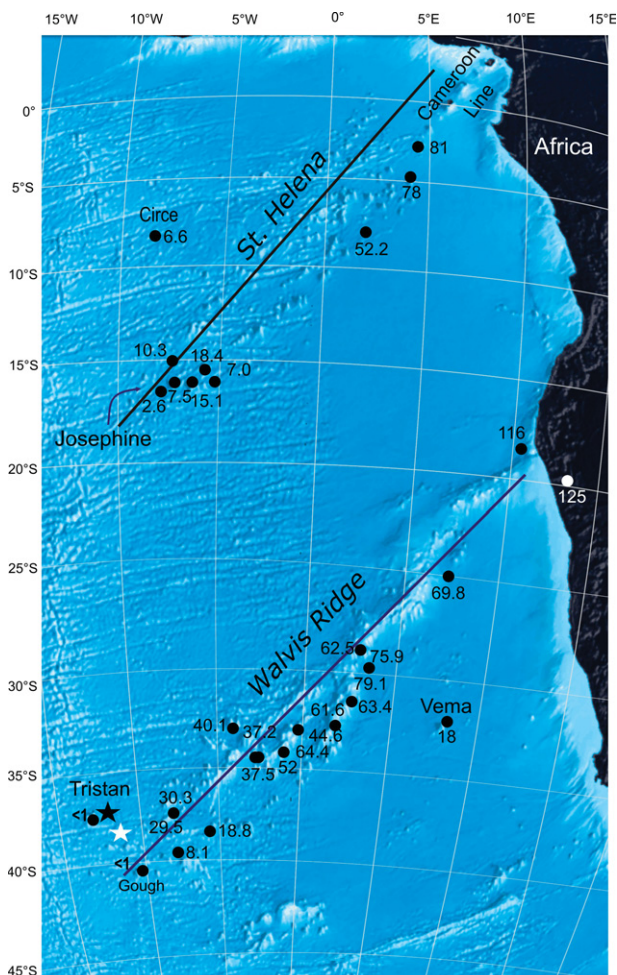 15°W 10°W 5°W 0° 5°E 10°E 15°E
Cameroon
Line
0°
81
Africa
78
5°S
St. Helena
Circe
6.6
52.2
10°S
10.3
18.4
15°S
7.0
7.5
2.6
15.1
Josephine
116
20°S
125
25°S
69.8
Walvis Ridge
62.5
75.9
79.1
30°S
61.6
63.4
Vema
40.1
37.2
44.6
18
64.4
37.5
52
35°S
Tristan
30.3
<1
29.5
18.8
8.1
<1
40°S
Gough
45°S